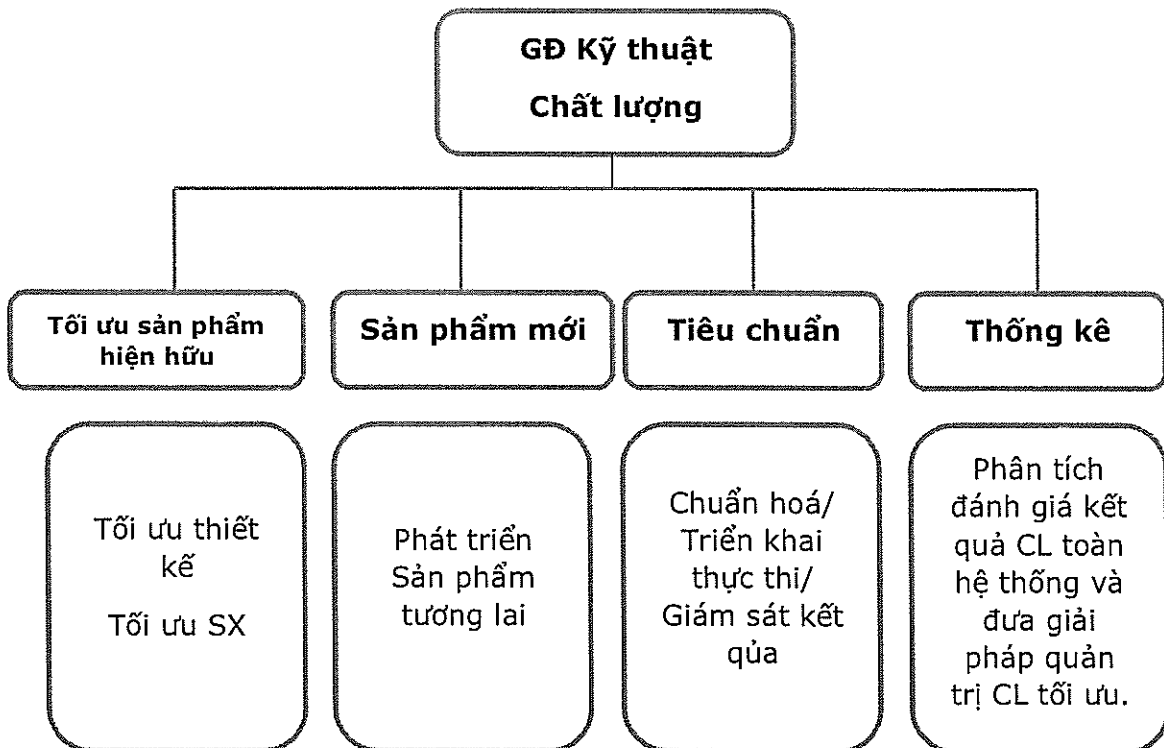 GĐ Kỹ thuật
Chất lượng
Tối ưu sản phẩm
hiện hữu
Sản phẩm mới
Tiêu chuẩn
Thống kê
Tối ưu thiết
kế
Tối ưu SX
Phát triển
Sản phẩm
tương lai
Chuẩn hoá/
Triển khai
thực thi/
Giám sát kết
qủa
Phân tích
đánh giá kết
quả CL toàn
hệ thống và
đưa giải
pháp quản
trị CL tối ưu.